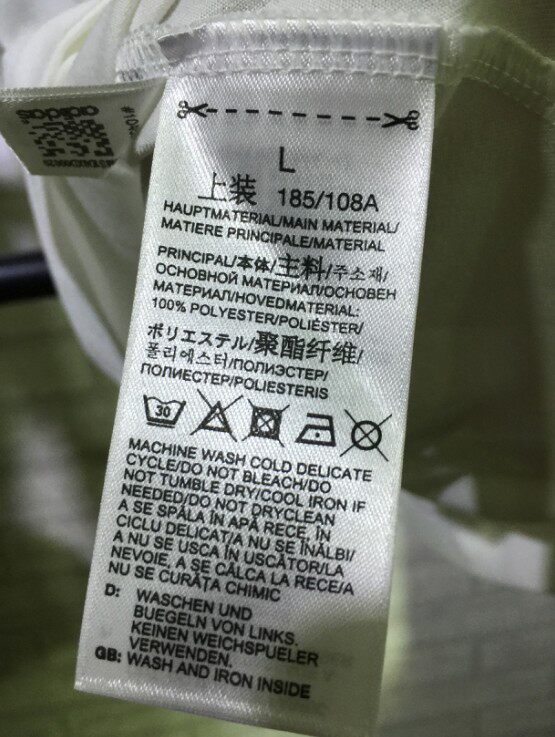 adidas
L
上装 185/108A
HAUPTMATERIAL/MAIN MATERIAL/
MATIERE PRINCIPALE/MATERIAL
PRINCIPAL/本体/主料/주소재/
ОСНОВНОЙ МАТЕРИАЛ/ОСНОВЕН
МАТЕРИАЛ/HOVEDMATERIAL:
100% POLYESTER/POLIÉSTER/
ポリエステル/聚酯纤维/
폴리에스터/ПОЛИЭСТЕР/
ПОЛИЕСТЕР/POLIESTERIS
30
MACHINE WASH COLD DELICATE
CYCLE/DO NOT BLEACH/DO
NOT TUMBLE DRY/COOL IRON IF
NEEDED/DO NOT DRYCLEAN
A SE SPĂLA ÎN APĂ RECE, ÎN
CICLU DELICAT/A NU SE ÎNĂLBI/
A NU SE USCA ÎN USCĂTOR/LA
NEVOIE, A SE CĂLCA LA RECE/A
NU SE CURĂȚA CHIMIC
D: WASCHEN UND
BUEGELN VON LINKS.
KEINEN WEICHSPUELER
VERWENDEN.
GB: WASH AND IRON INSIDE